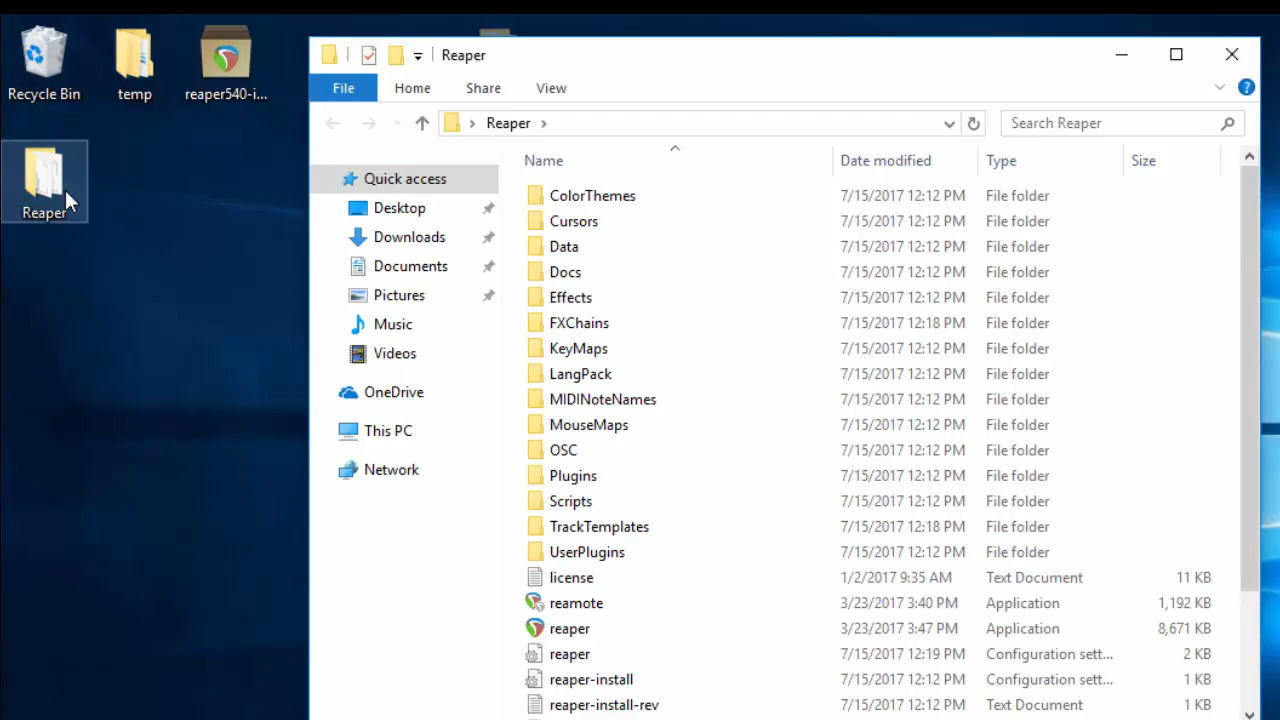 Recycle Bin
temp
reaper540-i...
Reaper
Reaper
File
Home
Share
View
Reaper
Search Reaper
Quick access
Desktop
Downloads
Documents
Pictures
Music
Videos
OneDrive
This PC
Network
Name Date modified Type Size
ColorThemes 7/15/2017 12:12 PM File folder
Cursors 7/15/2017 12:12 PM File folder
Data 7/15/2017 12:12 PM File folder
Docs 7/15/2017 12:12 PM File folder
Effects 7/15/2017 12:12 PM File folder
FXChains 7/15/2017 12:18 PM File folder
KeyMaps 7/15/2017 12:12 PM File folder
LangPack 7/15/2017 12:12 PM File folder
MIDINoteNames 7/15/2017 12:12 PM File folder
MouseMaps 7/15/2017 12:12 PM File folder
OSC 7/15/2017 12:12 PM File folder
Plugins 7/15/2017 12:12 PM File folder
Scripts 7/15/2017 12:12 PM File folder
TrackTemplates 7/15/2017 12:18 PM File folder
UserPlugins 7/15/2017 12:12 PM File folder
license 1/2/2017 9:35 AM Text Document 11 KB
reamote 3/23/2017 3:40 PM Application 1,192 KB
reaper 3/23/2017 3:47 PM Application 8,671 KB
reaper 7/15/2017 12:19 PM Configuration sett... 2 KB
reaper-install 7/15/2017 12:12 PM Configuration sett... 1 KB
reaper-install-rev 7/15/2017 12:12 PM Text Document 1 KB